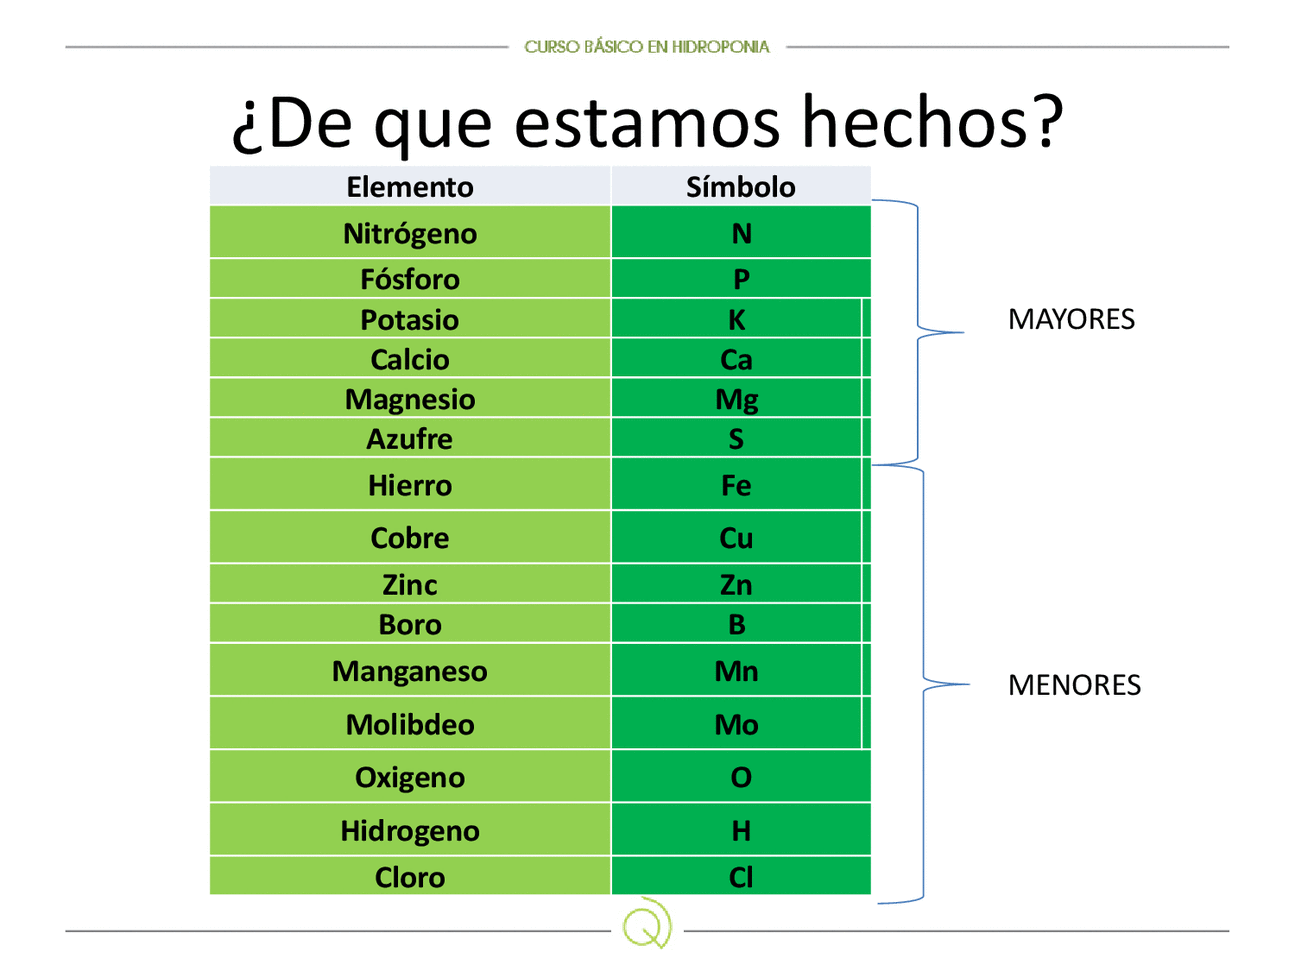 CURSO BÁSICO EN HIDROPONIA
¿De que estamos hechos?
Elemento Símbolo
Nitrógeno N
Fósforo P
Potasio K
MAYORES
Calcio Ca
Magnesio Mg
Azufre S
Hierro Fe
Cobre Cu
Zinc Zn
Boro B
Manganeso Mn
MENORES
Molibdeo Mo
Oxigeno O
Hidrogeno H
Cloro Cl